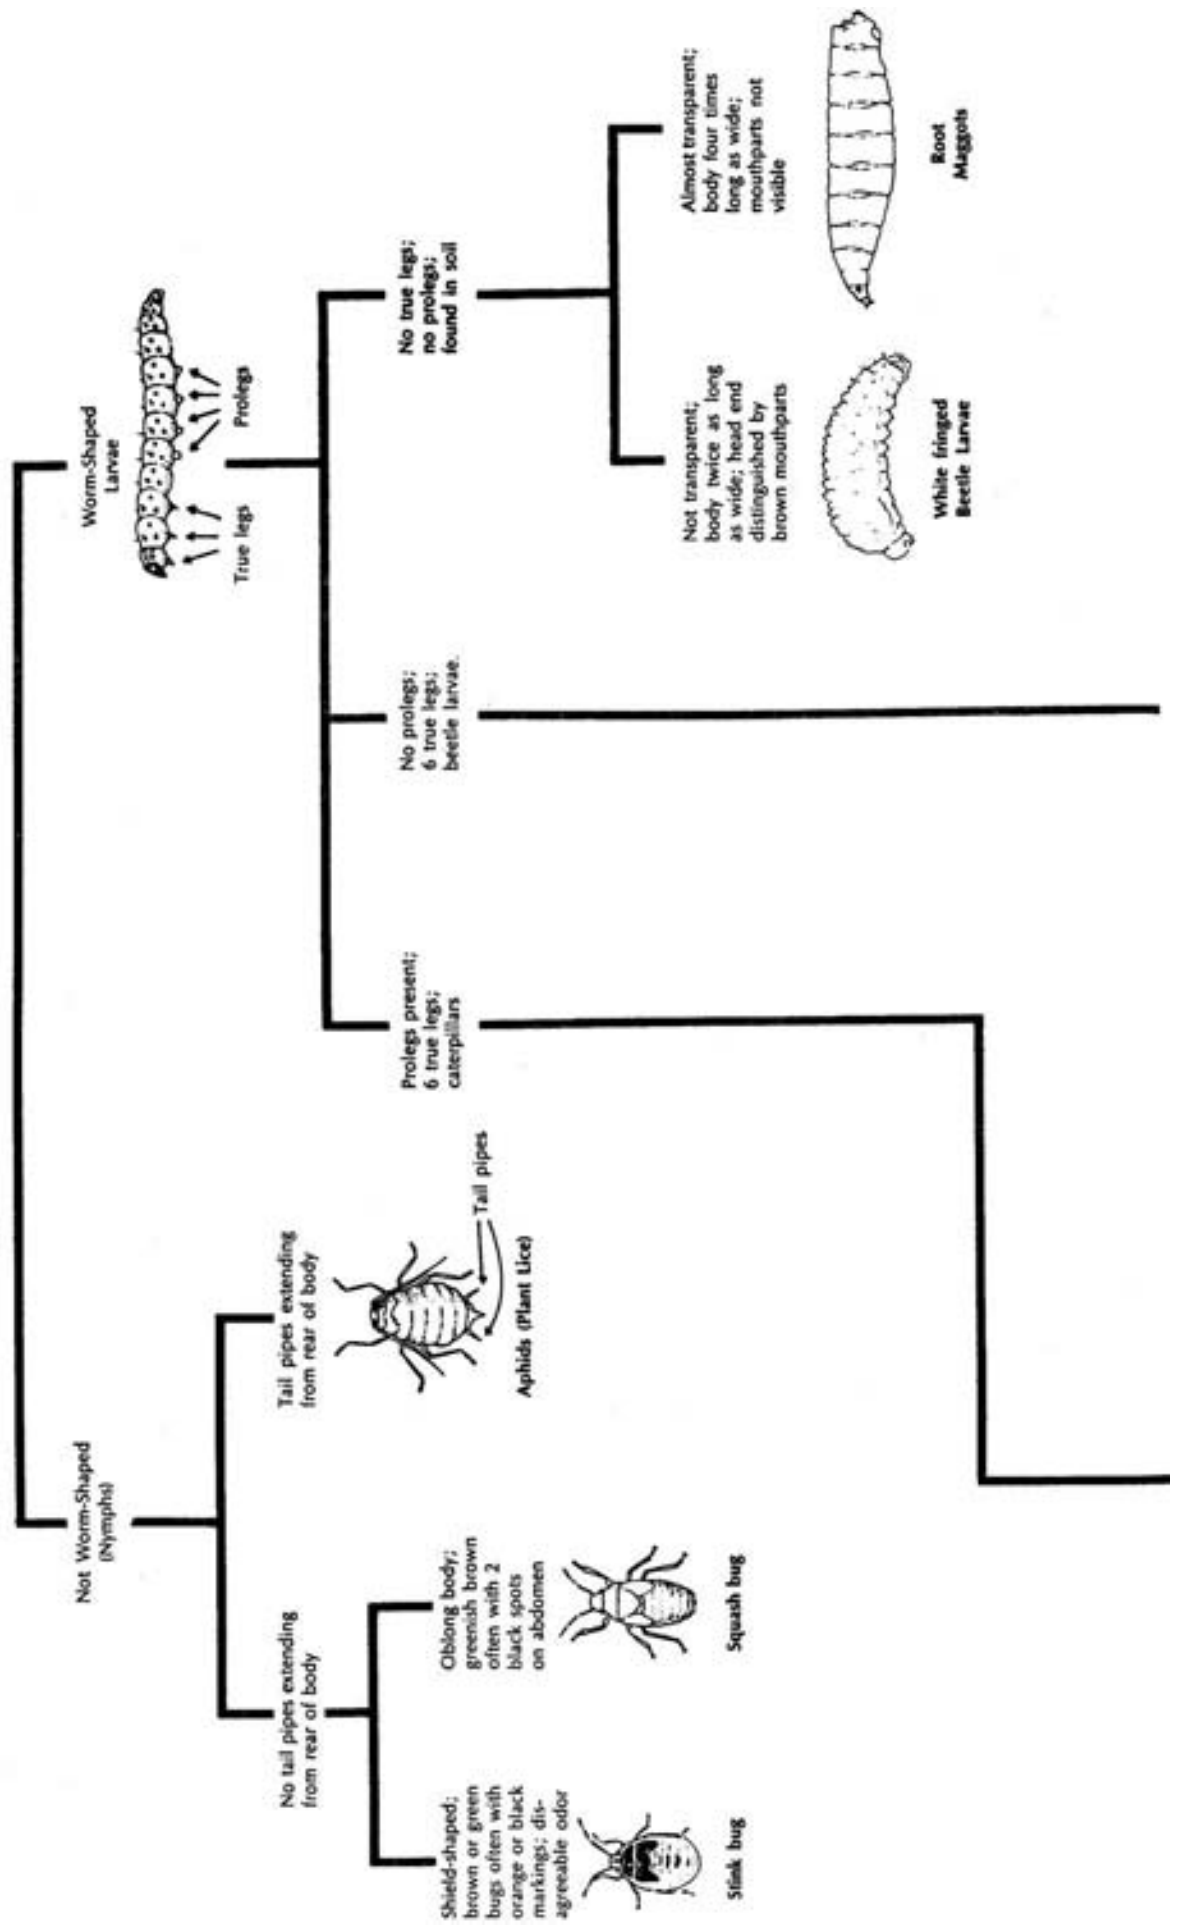 Not Worm-Shaped
(Nymphs)
Worm-Shaped
Larvae
True legs
Prolegs
No tail pipes extending
from rear of body
Tail pipes extending
from rear of body
Tail pipes
Aphids (Plant Lice)
Prolegs present;
6 true legs;
caterpillars
No prolegs;
6 true legs;
beetle larvae.
No true legs;
no prolegs;
found in soil
Shield-shaped;
brown or green
bugs often with
orange or black
markings; dis-
agreeable odor
Stink bug
Oblong body;
greenish brown
often with 2
black spots
on abdomen
Squash bug
Not transparent;
body twice as long
as wide; head end
distinguished by
brown mouthparts
White fringed
Beetle Larvae
Almost transparent;
body four times
long as wide;
mouthparts not
visible
Root
Maggots